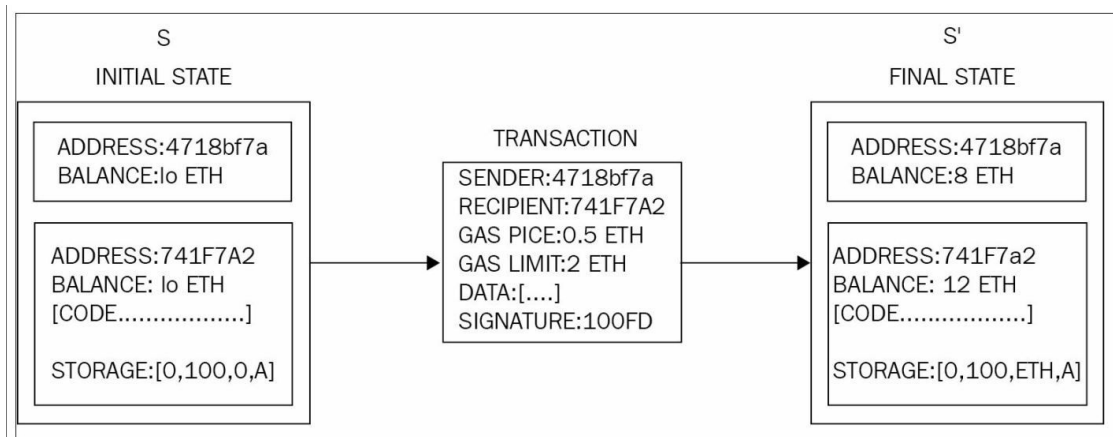 S
INITIAL STATE
ADDRESS:4718bf7a
BALANCE:lo ETH
ADDRESS:741F7A2
BALANCE: lo ETH
[CODE..................]
STORAGE:[0,100,0,A]
TRANSACTION
SENDER:4718bf7a
RECIPIENT:741F7A2
GAS PICE:0.5 ETH
GAS LIMIT:2 ETH
DATA:[....]
SIGNATURE:100FD
S'
FINAL STATE
ADDRESS:4718bf7a
BALANCE:8 ETH
ADDRESS:741F7a2
BALANCE: 12 ETH
[CODE..................]
STORAGE:[0,100,ETH,A]